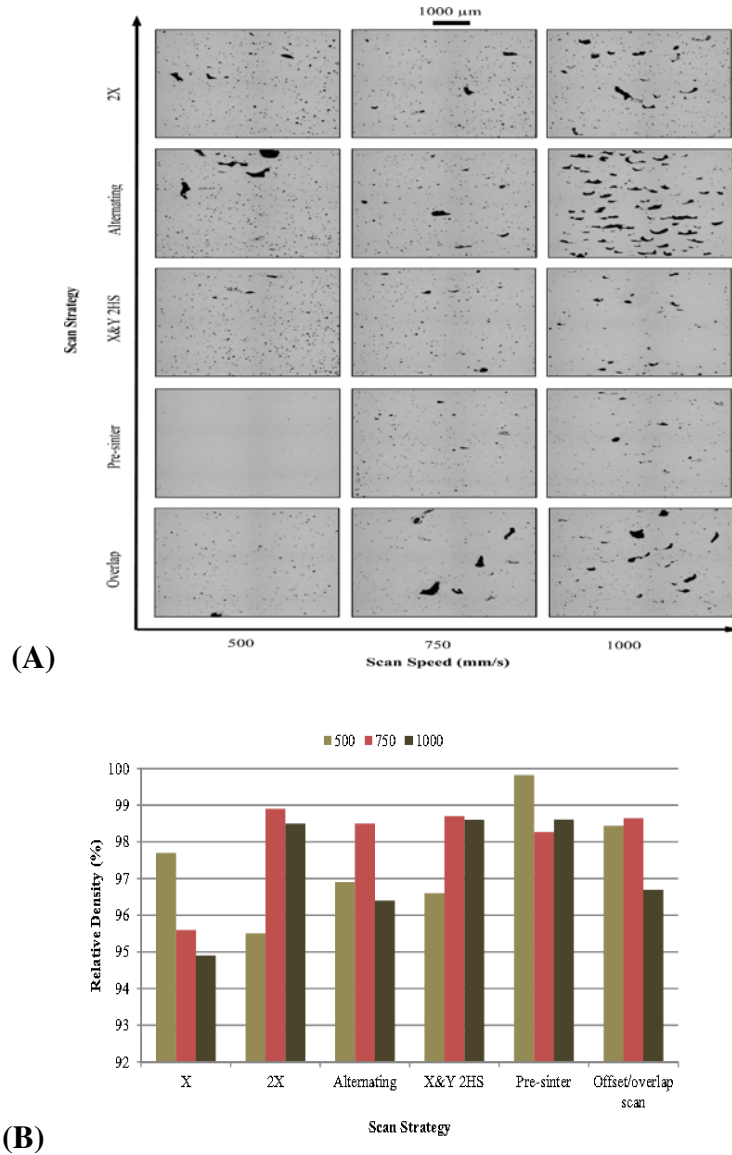 1000 μm
Scan Strategy
2X
Alternating
X&Y 2HS
Pre-sinter
Overlap
500 750 1000
Scan Speed (mm/s)
(A)
500 750 1000
Relative Density (%)
100
99
98
97
96
95
94
93
92
X 2X Alternating X&Y 2HS Pre-sinter Offset/overlap
scan
Scan Strategy
(B)